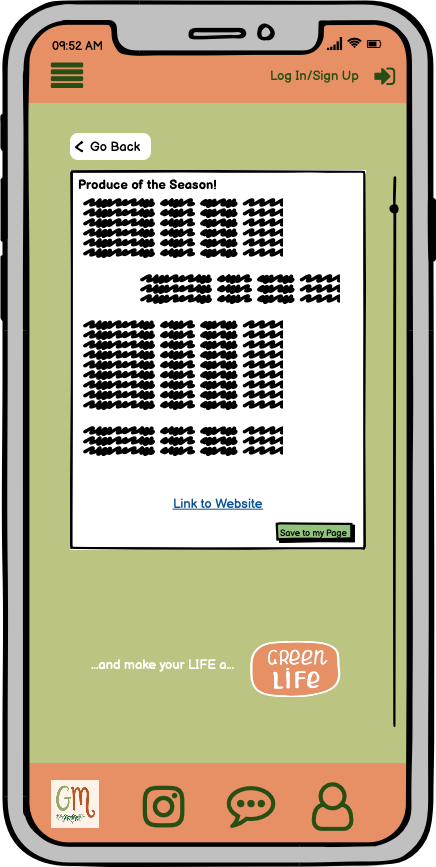 09:52 AM
Log In/Sign Up
Go Back
Produce of the Season!
Link to Website
Save to my Page
...and make your LIFE a...
GREEN
LIFE
GM